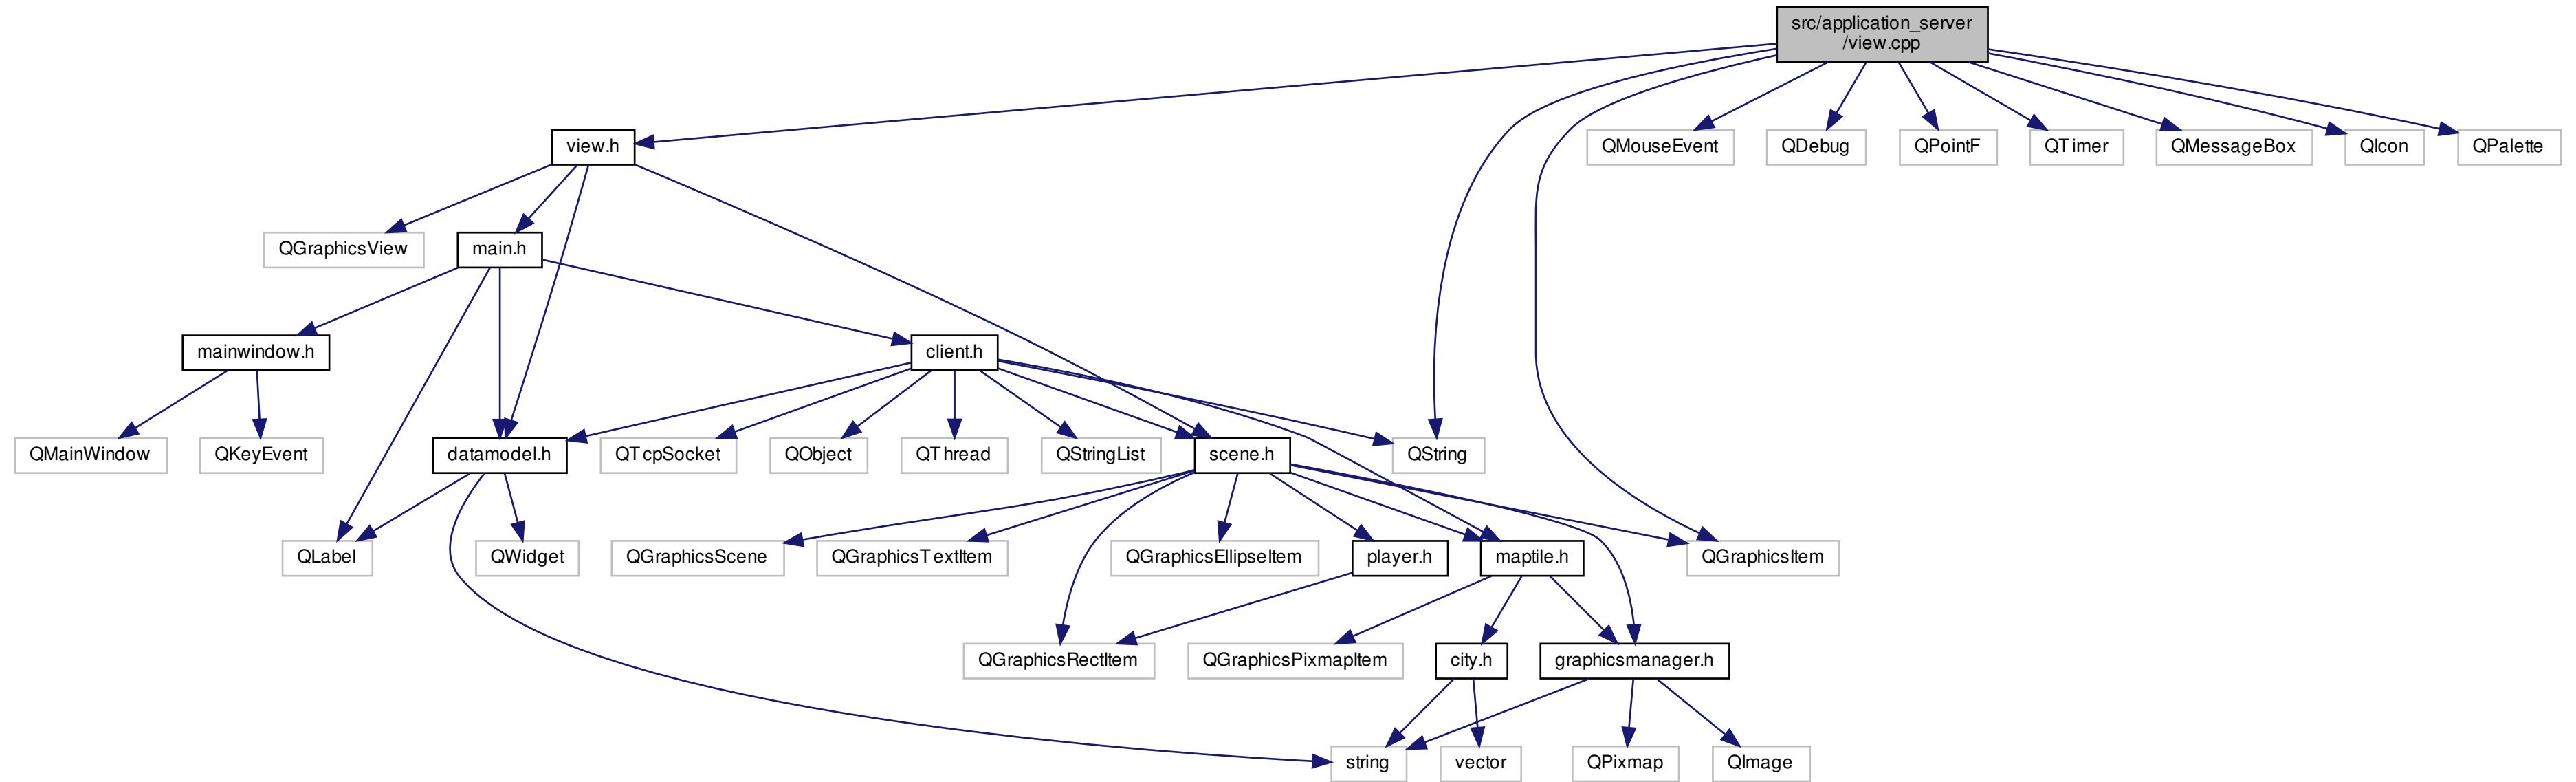 src/application_server
/view.cpp
view.h
QMouseEvent
QDebug
QPointF
QTimer
QMessageBox
QIcon
QPalette
QGraphicsView
main.h
mainwindow.h
client.h
QMainWindow
QKeyEvent
datamodel.h
QTcpSocket
QObject
QThread
QStringList
scene.h
QString
QLabel
QWidget
QGraphicsScene
QGraphicsTextItem
QGraphicsEllipseItem
player.h
maptile.h
QGraphicsItem
QGraphicsRectItem
QGraphicsPixmapItem
city.h
graphicsmanager.h
string
vector
QPixmap
QImage